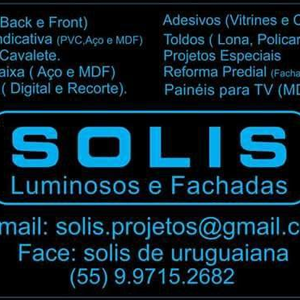 Back e Front)
ndicativa (PVC,Aço e MDF)
Cavalete.
aixa ( Aço e MDF)
( Digital e Recorte).
Adesivos (Vitrines e C
Toldos ( Lona, Policar
Projetos Especiais
Reforma Predial (Facha
Painéis para TV (MD
SOLIS
Luminosos e Fachadas
mail: solis.projetos@gmail.c
Face: solis de uruguaiana
(55) 9.9715.2682